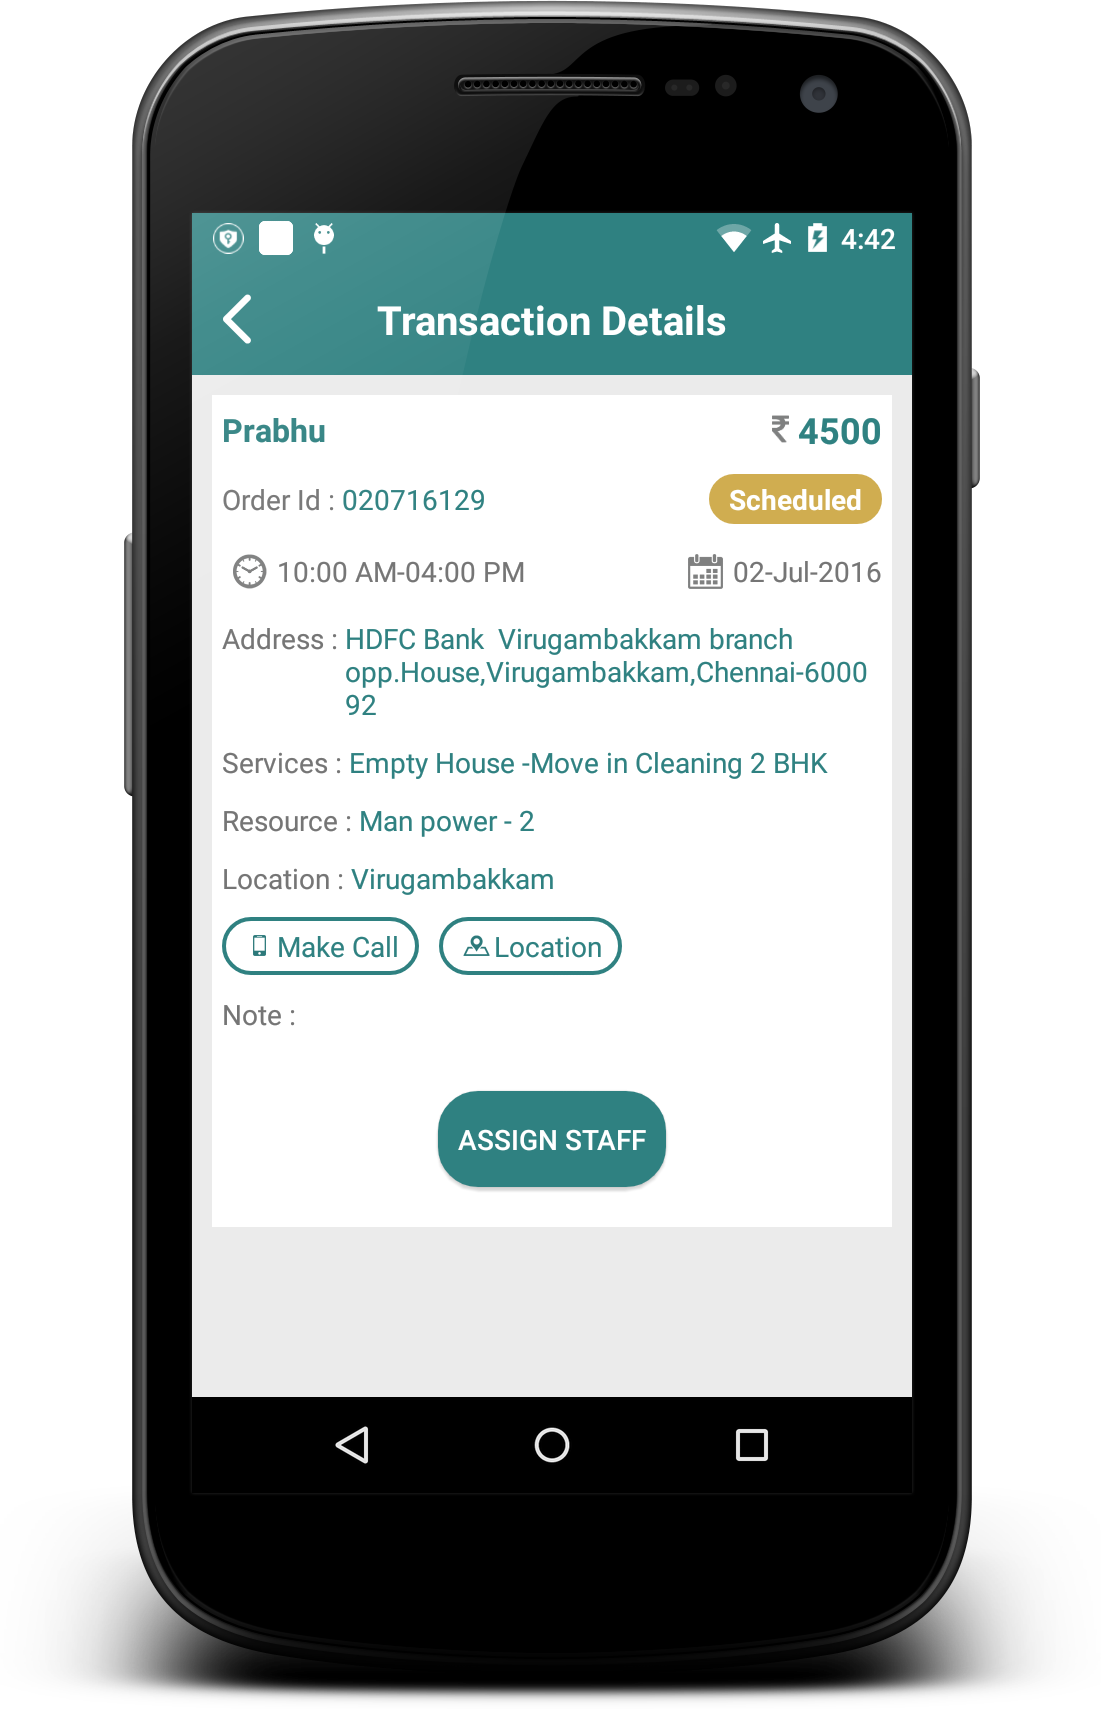 4:42
Transaction Details
Prabhu
₹ 4500
Order Id : 020716129
Scheduled
10:00 AM-04:00 PM
02-Jul-2016
Address : HDFC Bank  Virugambakkam branch
opp.House,Virugambakkam,Chennai-6000
92
Services : Empty House -Move in Cleaning 2 BHK
Resource : Man power - 2
Location : Virugambakkam
Make Call
Location
Note :
ASSIGN STAFF